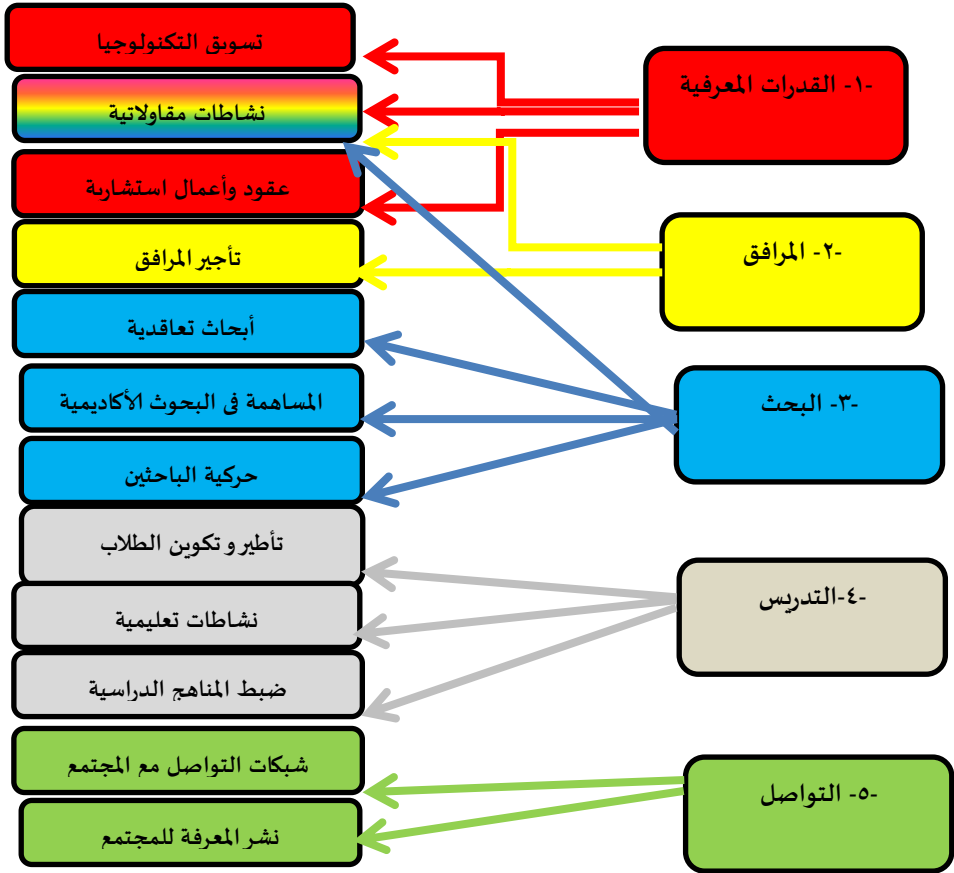 -١- القدرات المعرفية
تسويق التكنولوجيا
نشاطات مقاولاتية
عقود وأعمال استشارية
-٢- المرافق
تأجير المرافق
-٣- البحث
أبحاث تعاقدية
المساهمة في البحوث الأكاديمية
حركية الباحثين
-٤-التدريس
تأطير و تكوين الطلاب
نشاطات تعليمية
ضبط المناهج الدراسية
-٥- التواصل
شبكات التواصل مع المجتمع
نشر المعرفة للمجتمع